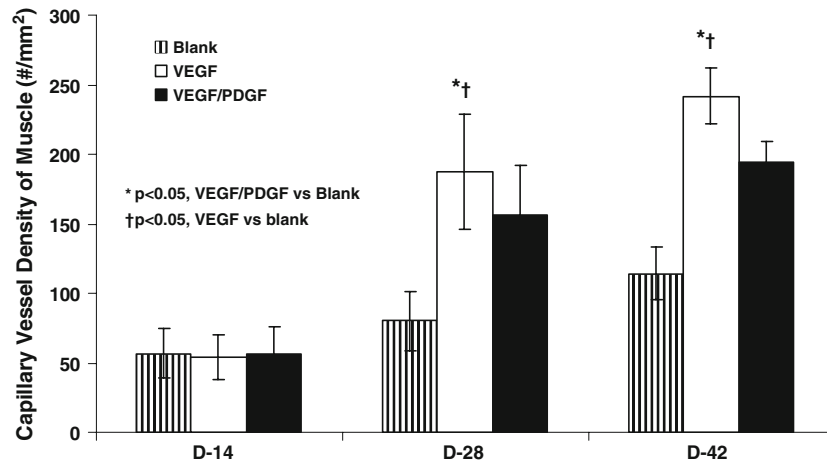 Capillary Vessel Density of Muscle (#/mm²)
300
250
200
150
100
50
0
Blank
VEGF
VEGF/PDGF
* p<0.05, VEGF/PDGF vs Blank
†p<0.05, VEGF vs blank
*†
*†
D-14
D-28
D-42